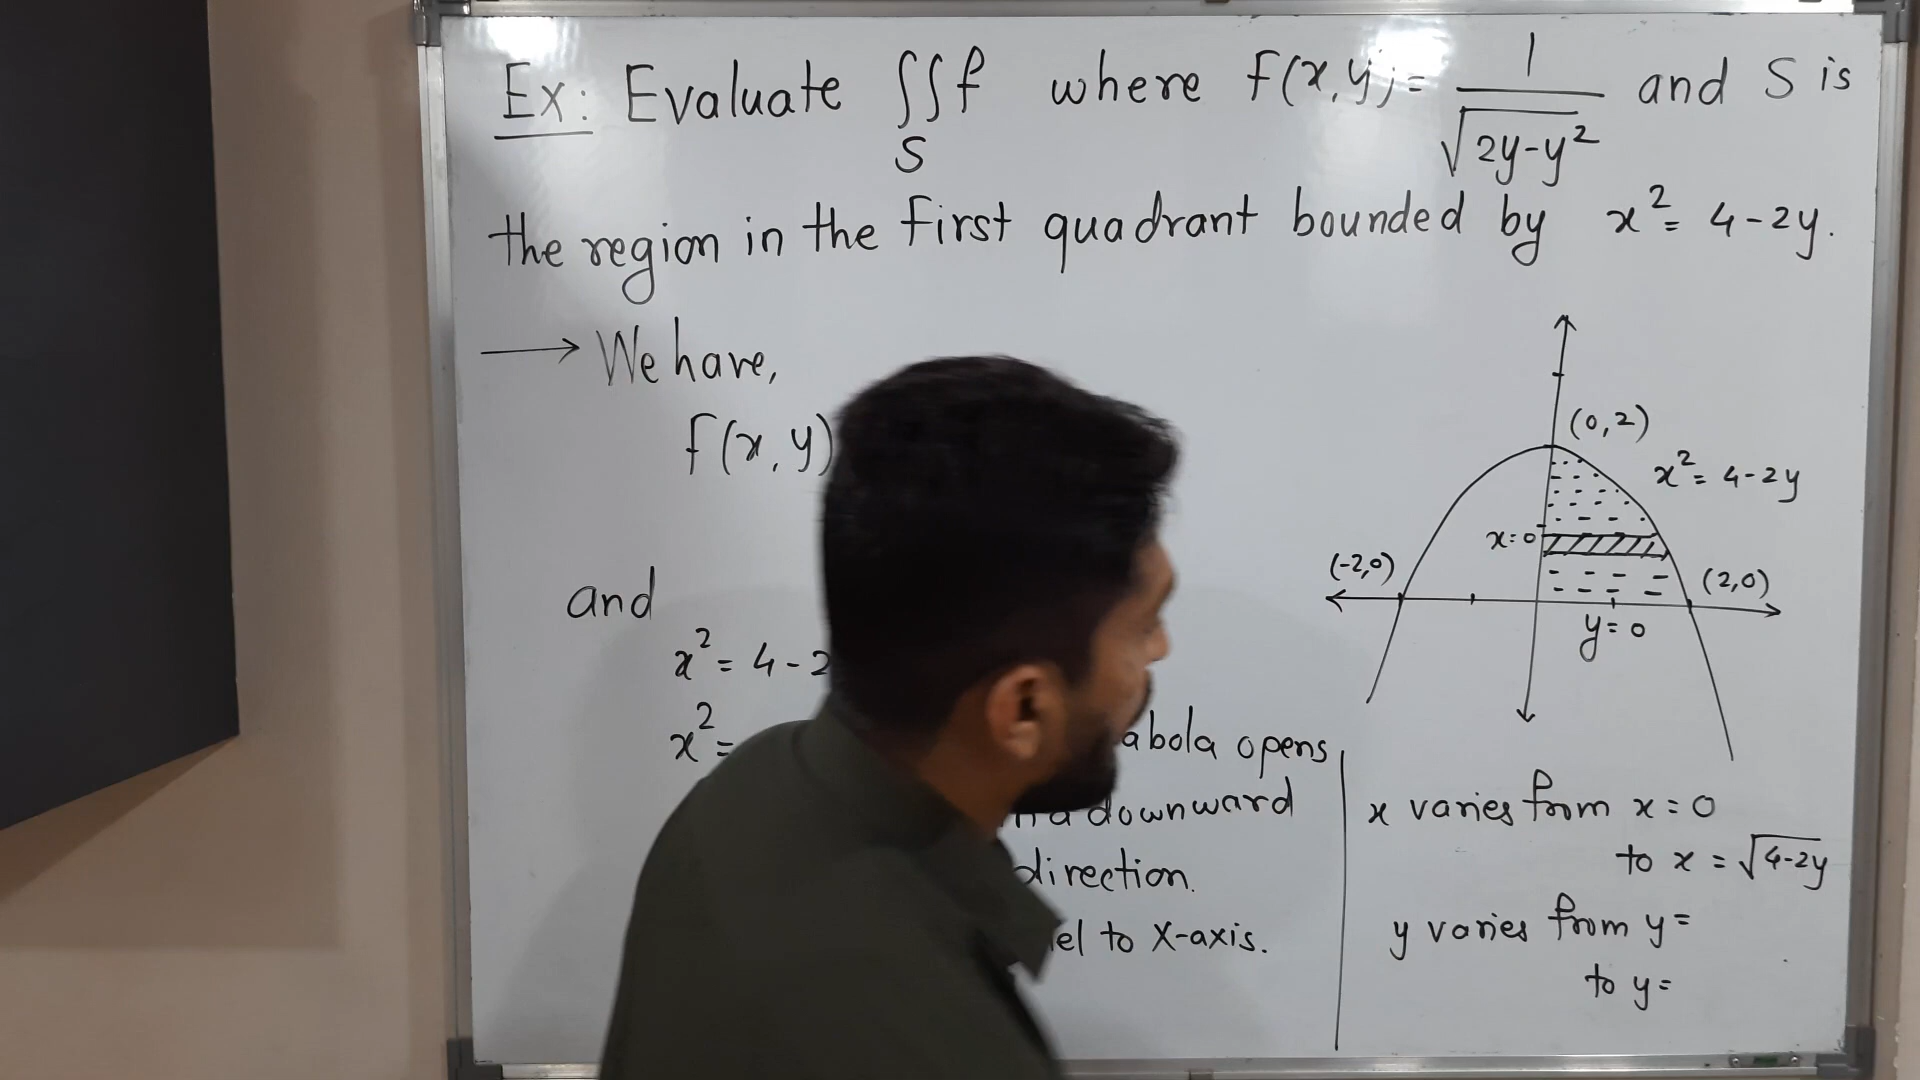 Ex: Evaluate ∬f where f(x,y) = 1/√(2y-y²) and S is
S
the region in the first quadrant bounded by x² = 4-2y.
→ We have,
f(x,y)
and
x² = 4-2
x² =
abola opens
in a downward
direction.
el to X-axis.
(0,2)
x² = 4-2y
x=0
(-2,0)
(2,0)
y=0
x varies from x=0
to x = √4-2y
y varies from y=
to y=